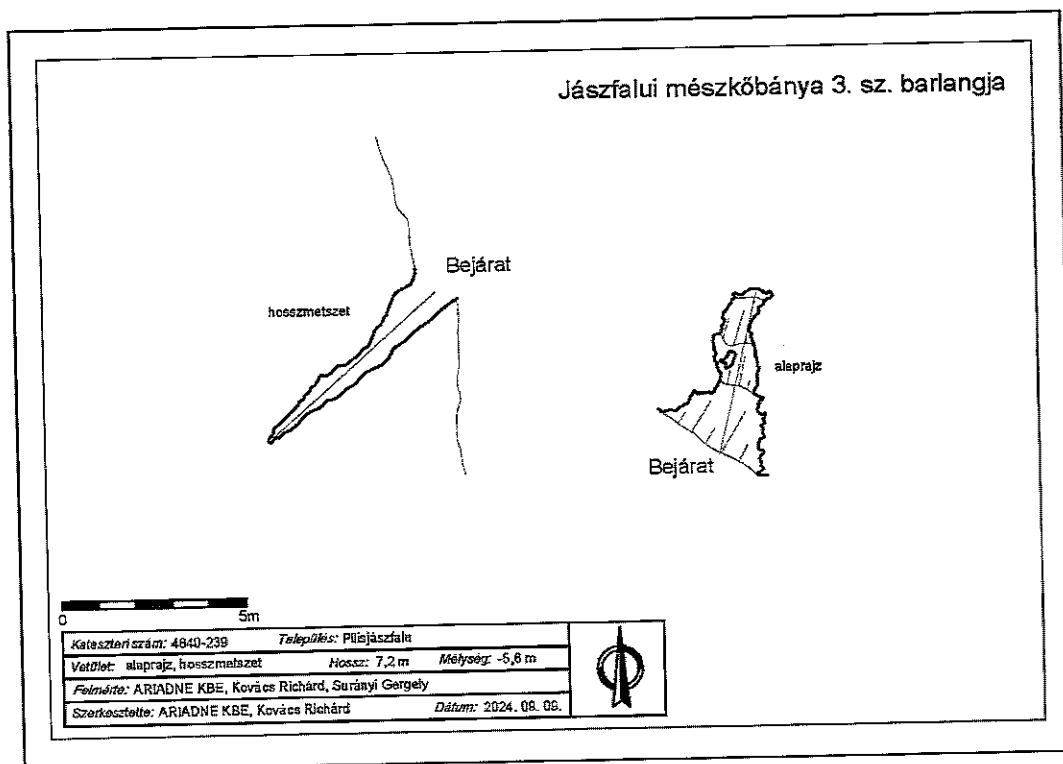 Jászfalui mészkőbánya 3. sz. barlangja
Bejárat
hosszmetszet
alaprajz
Bejárat
0 5m
Kataszteri szám: 4840-239 Település: Pilisjászfalu
Vetület: alaprajz, hosszmetszet Hossz: 7,2 m Mélység: -5,6 m
Felmérte: ARIADNE KBE, Kovács Richárd, Surányi Gergely
Szerkesztette: ARIADNE KBE, Kovács Richárd Dátum: 2024.